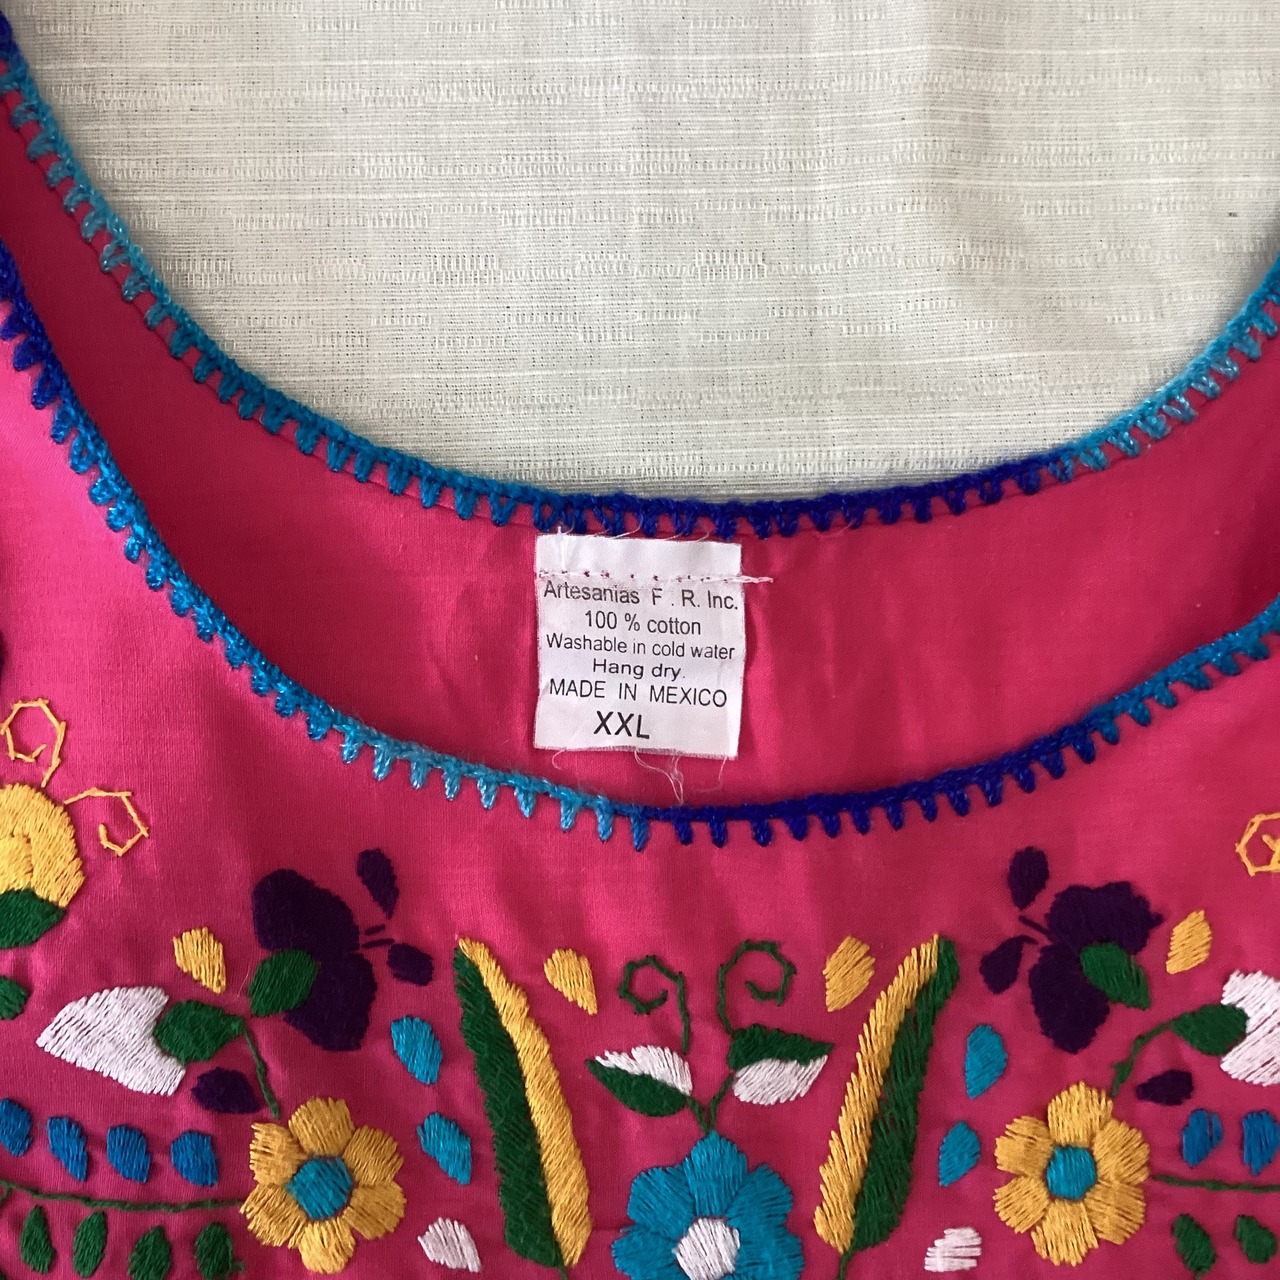 Artesanias F . R. Inc.
100 % cotton
Washable in cold water
Hang dry.
MADE IN MEXICO
XXL